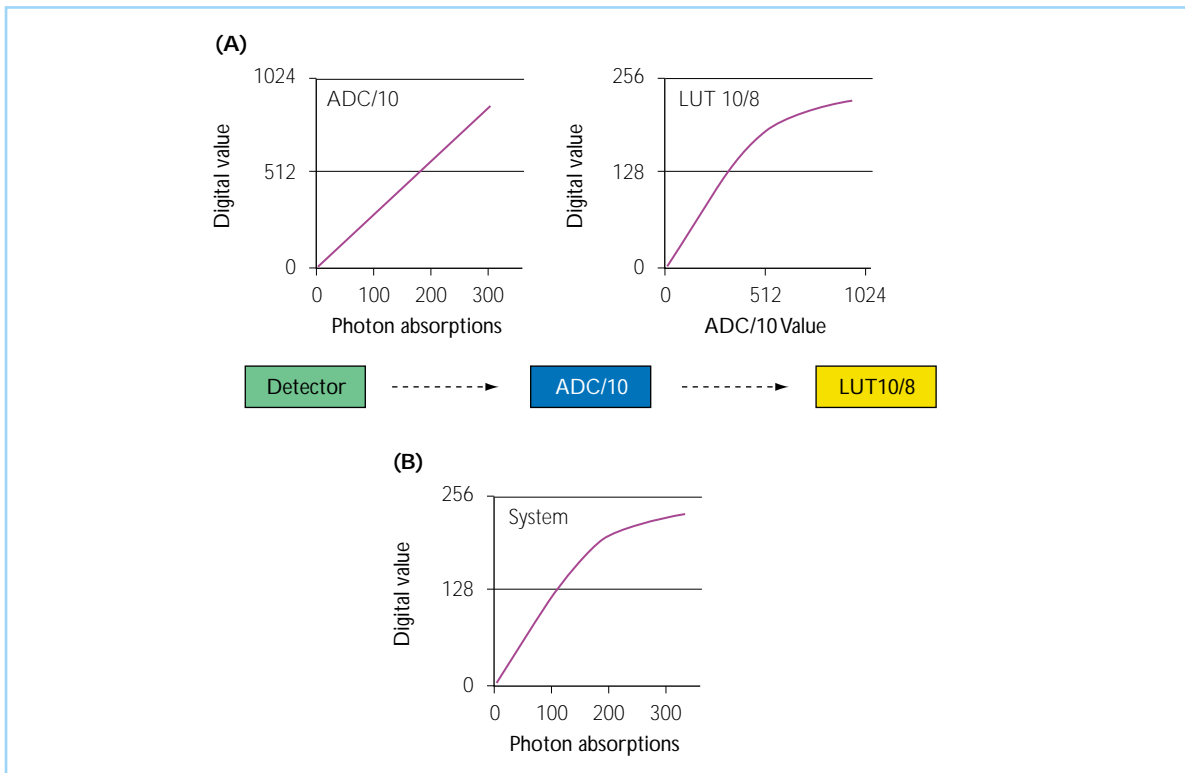 (A)
1024
ADC/10
512
0
0 100 200 300
Digital value
Photon absorptions
256
LUT 10/8
128
0
0 512 1024
Digital value
ADC/10 Value
Detector
ADC/10
LUT10/8
(B)
256
System
128
0
0 100 200 300
Digital value
Photon absorptions